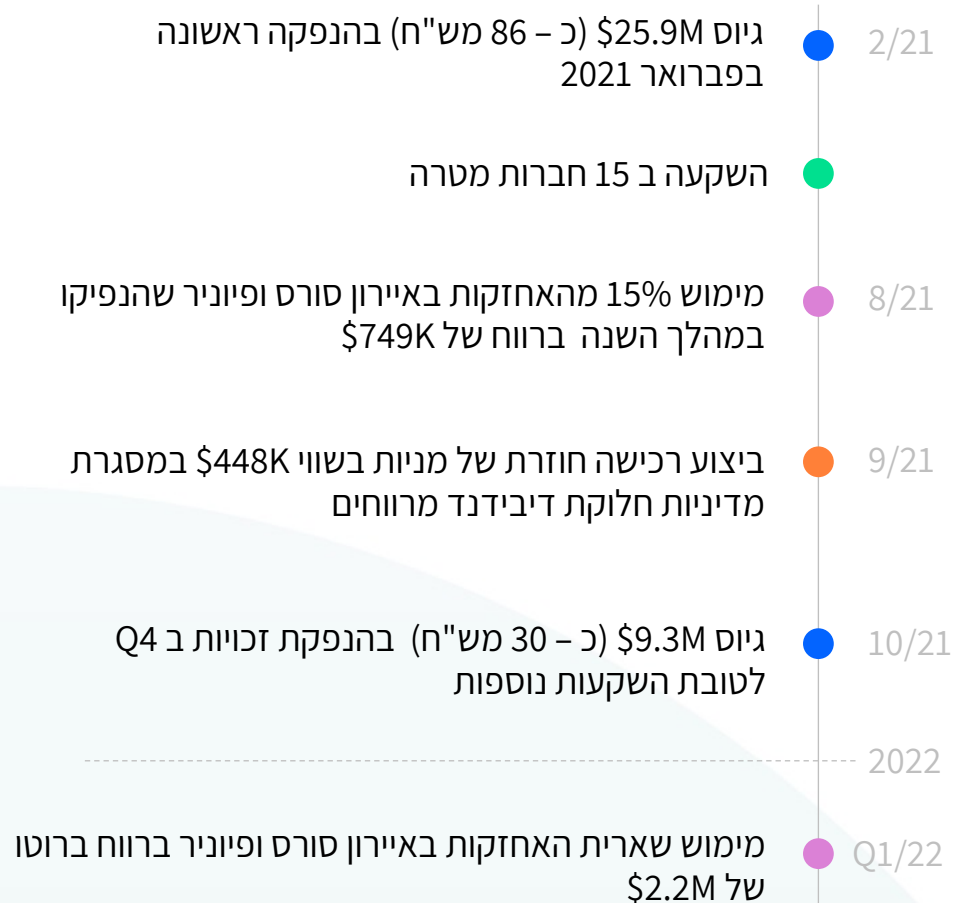 2/21
גיוס $25.9M (כ – 86 מש"ח) בהנפקה ראשונה
בפברואר 2021
השקעה ב 15 חברות מטרה
8/21
מימוש 15% מהאחזקות באיירון סורס ופיוניר שהנפיקו
במהלך השנה ברווח של $749K
9/21
ביצוע רכישה חוזרת של מניות בשווי $448K במסגרת
מדיניות חלוקת דיבידנד מרווחים
10/21
גיוס $9.3M (כ – 30 מש"ח) בהנפקת זכויות ב Q4
לטובת השקעות נוספות
2022
Q1/22
מימוש שארית האחזקות באיירון סורס ופיוניר ברווח ברוטו
של $2.2M